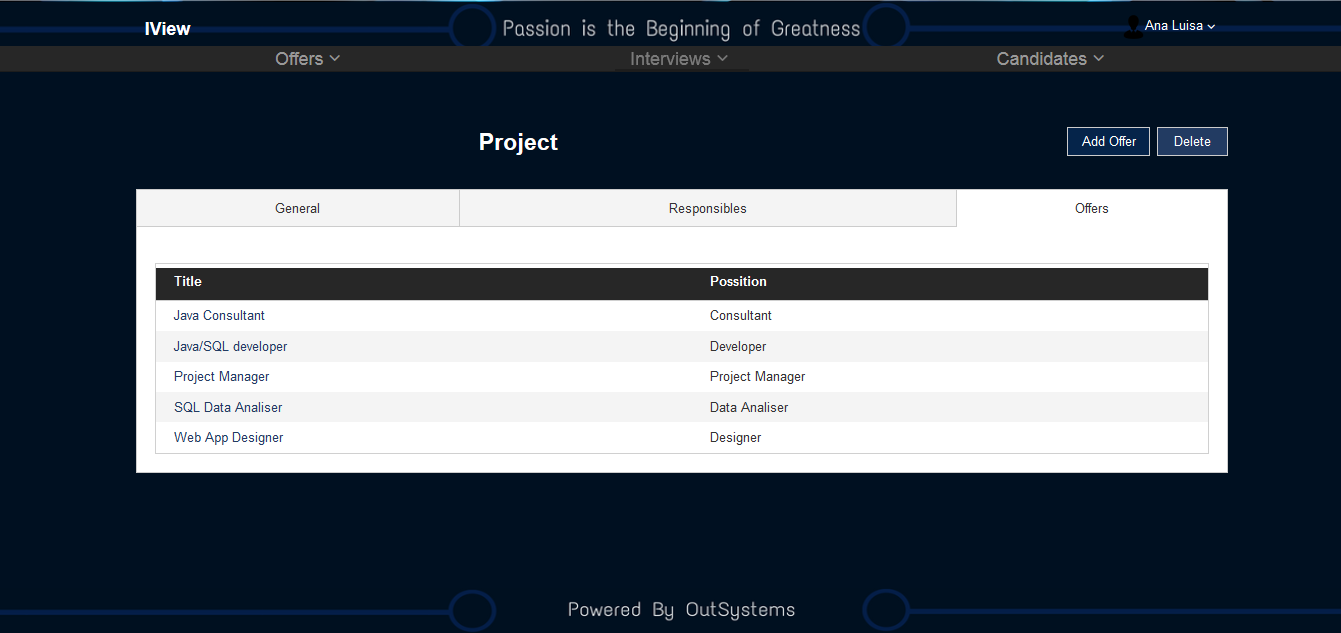 IView Passion is the Beginning of Greatness Ana Luisa
Offers Interviews Candidates
Project Add Offer Delete
General Responsibles Offers
Title Possition
Java Consultant Consultant
Java/SQL developer Developer
Project Manager Project Manager
SQL Data Analiser Data Analiser
Web App Designer Designer
Powered By OutSystems